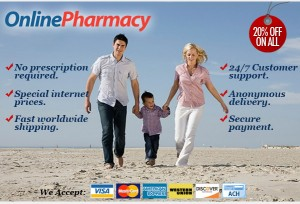 OnlinePharmacy
20% OFF
ON ALL
No prescription
required.
Special internet
prices.
Fast worldwide
shipping.
24/7 Customer
support.
Anonymous
delivery.
Secure
payment.
We Accept:
VISA
MasterCard
AMERICAN EXPRESS
WESTERN UNION
DISCOVER
ACH